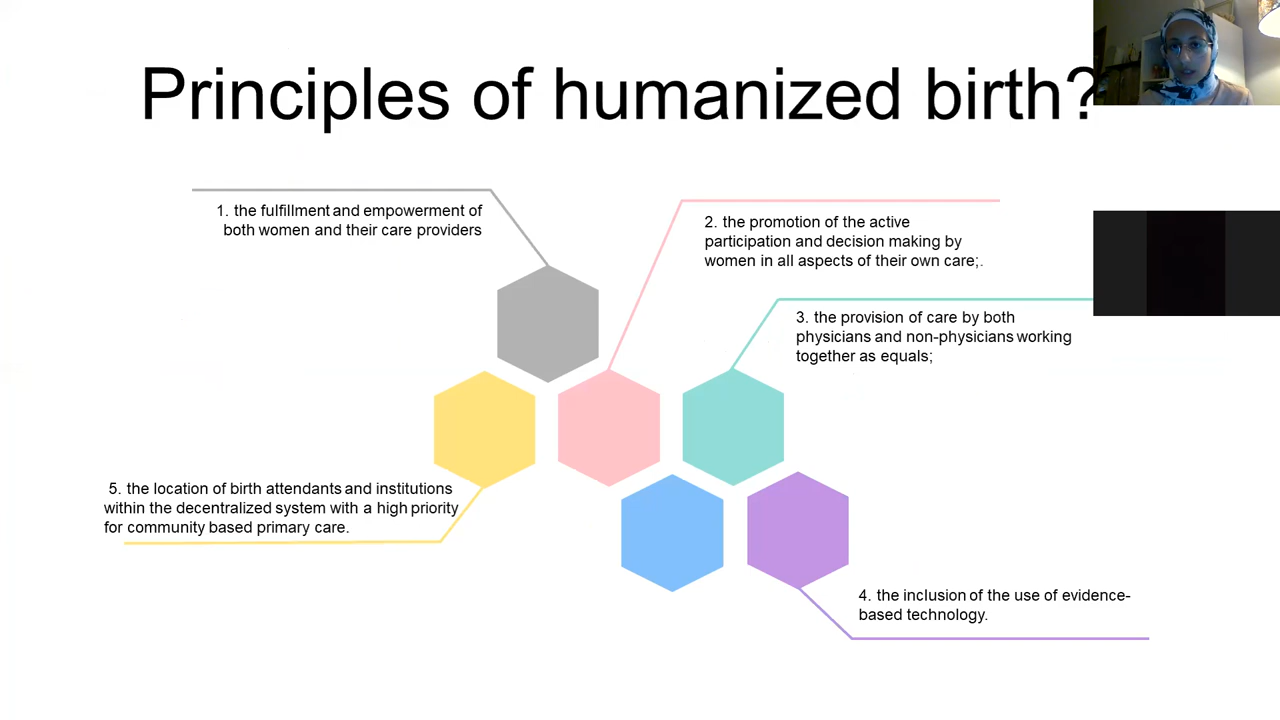 Principles of humanized birth?
1. the fulfillment and empowerment of
both women and their care providers
2. the promotion of the active
participation and decision making by
women in all aspects of their own care;.
3. the provision of care by both
physicians and non-physicians working
together as equals;
5. the location of birth attendants and institutions
within the decentralized system with a high priority
for community based primary care.
4. the inclusion of the use of evidence-
based technology.